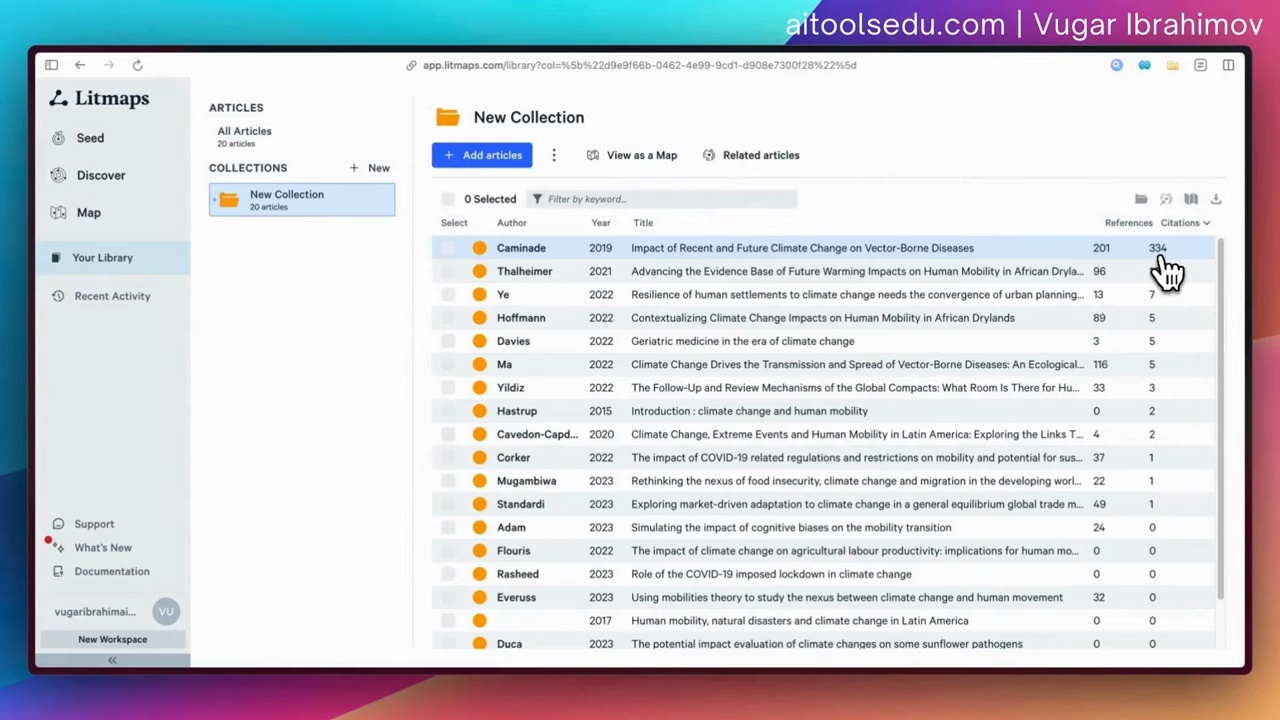 aitoolsedu.com | Vugar Ibrahimov
app.litmaps.com/library?col=%5b%22d9e9f66b-0462-4e99-9cd1-d908e7300f28%22%5d
Litmaps
Seed
Discover
Map
Your Library
Recent Activity
Support
What's New
Documentation
vugaribrahimai... VU
New Workspace
«
ARTICLES
All Articles
20 articles
COLLECTIONS + New
New Collection
20 articles
New Collection
+ Add articles View as a Map Related articles
0 Selected Filter by keyword...
Select Author Year Title References Citations
Caminade 2019 Impact of Recent and Future Climate Change on Vector-Borne Diseases 201 334
Thalheimer 2021 Advancing the Evidence Base of Future Warming Impacts on Human Mobility in African Dryla... 96
Ye 2022 Resilience of human settlements to climate change needs the convergence of urban planning... 13 7
Hoffmann 2022 Contextualizing Climate Change Impacts on Human Mobility in African Drylands 89 5
Davies 2022 Geriatric medicine in the era of climate change 3 5
Ma 2022 Climate Change Drives the Transmission and Spread of Vector-Borne Diseases: An Ecological... 116 5
Yildiz 2022 The Follow-Up and Review Mechanisms of the Global Compacts: What Room Is There for Hu... 33 3
Hastrup 2015 Introduction : climate change and human mobility 0 2
Cavedon-Capd... 2020 Climate Change, Extreme Events and Human Mobility in Latin America: Exploring the Links T... 4 2
Corker 2022 The impact of COVID-19 related regulations and restrictions on mobility and potential for sus... 37 1
Mugambiwa 2023 Rethinking the nexus of food insecurity, climate change and migration in the developing worl... 22 1
Standardi 2023 Exploring market-driven adaptation to climate change in a general equilibrium global trade m... 49 1
Adam 2023 Simulating the impact of cognitive biases on the mobility transition 24 0
Flouris 2022 The impact of climate change on agricultural labour productivity: implications for human mo... 0 0
Rasheed 2023 Role of the COVID-19 imposed lockdown in climate change 0 0
Everuss 2023 Using mobilities theory to study the nexus between climate change and human movement 32 0
2017 Human mobility, natural disasters and climate change in Latin America 0 0
Duca 2023 The potential impact evaluation of climate changes on some sunflower pathogens 0 0